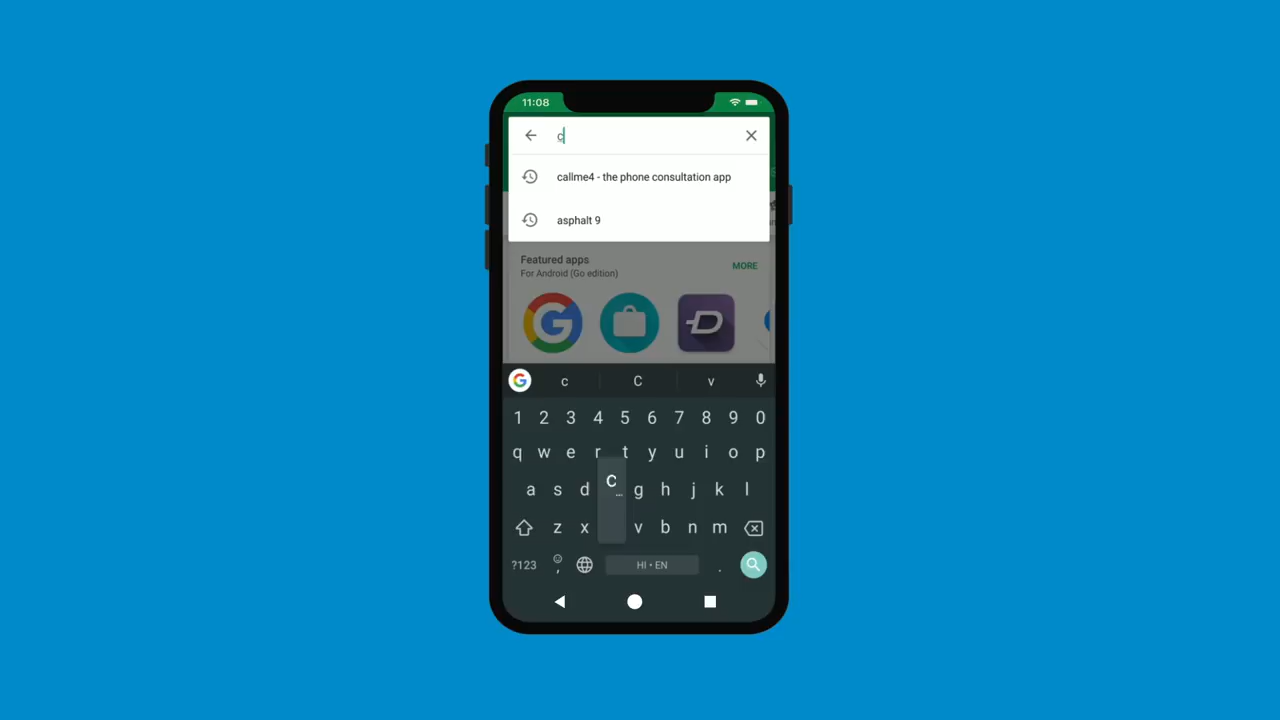 11:08
c
callme4 - the phone consultation app
asphalt 9
Featured apps
For Android (Go edition)
MORE
c C v
1 2 3 4 5 6 7 8 9 0
q w e r t y u i o p
a s d C g h j k l
z x v b n m
?123 , HI • EN .